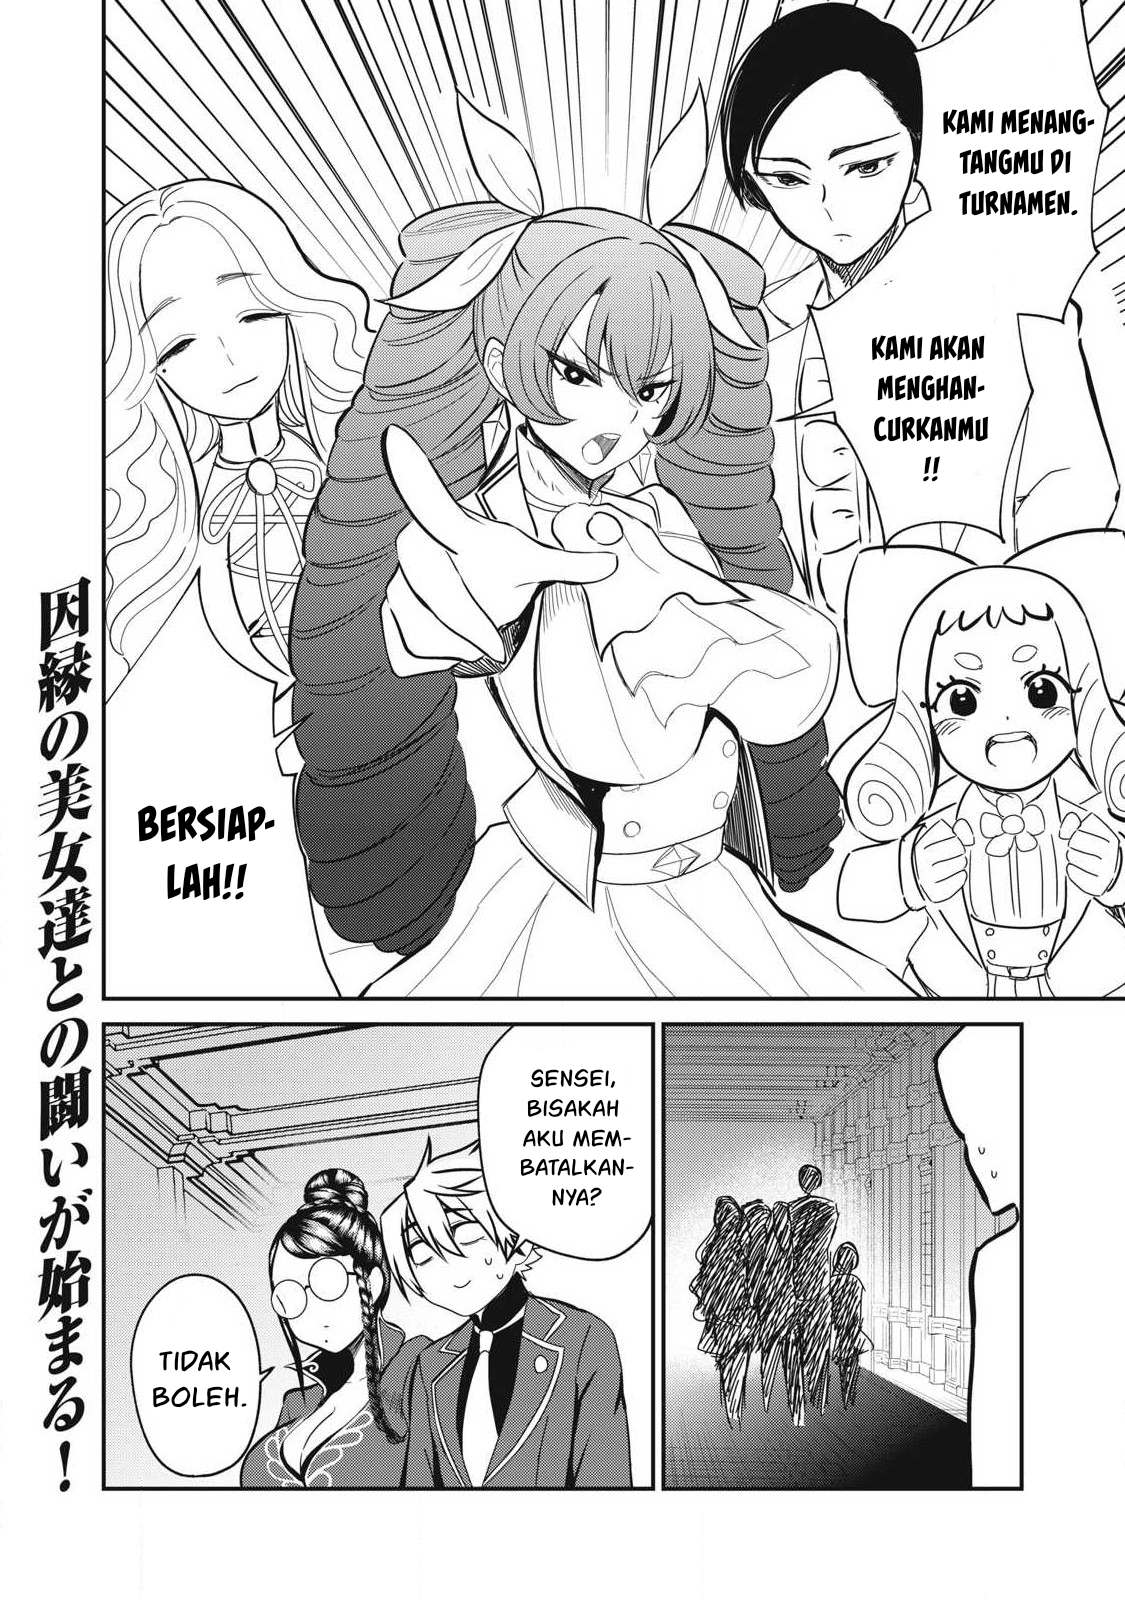 KAMI MENANG-
TANGMU DI
TURNAMEN.
KAMI AKAN
MENGHAN-
CURKANMU
!!
BERSIAP-
LAH!!
因縁の美女達との闘いが始まる!
SENSEI,
BISAKAH
AKU MEM-
BATALKAN-
NYA?
TIDAK
BOLEH.